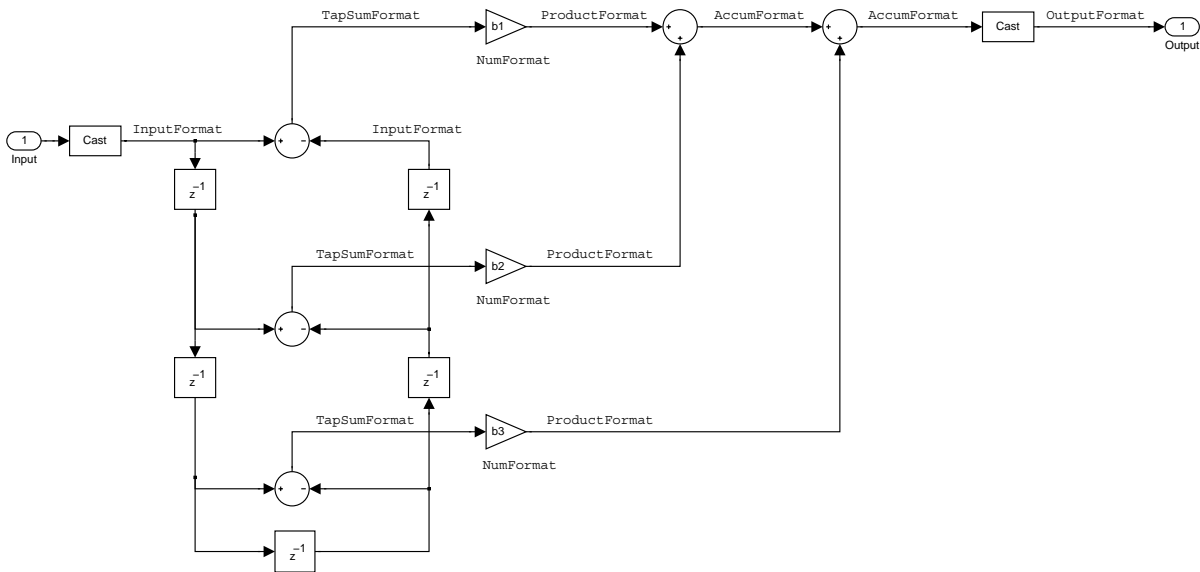 TapSumFormat
b1
ProductFormat
+
+
AccumFormat
+
+
AccumFormat
Cast
OutputFormat
1
Output
NumFormat
1
Input
Cast
InputFormat
+
−
InputFormat
z−1
z−1
TapSumFormat
b2
ProductFormat
NumFormat
+
−
z−1
z−1
TapSumFormat
b3
ProductFormat
NumFormat
+
−
z−1